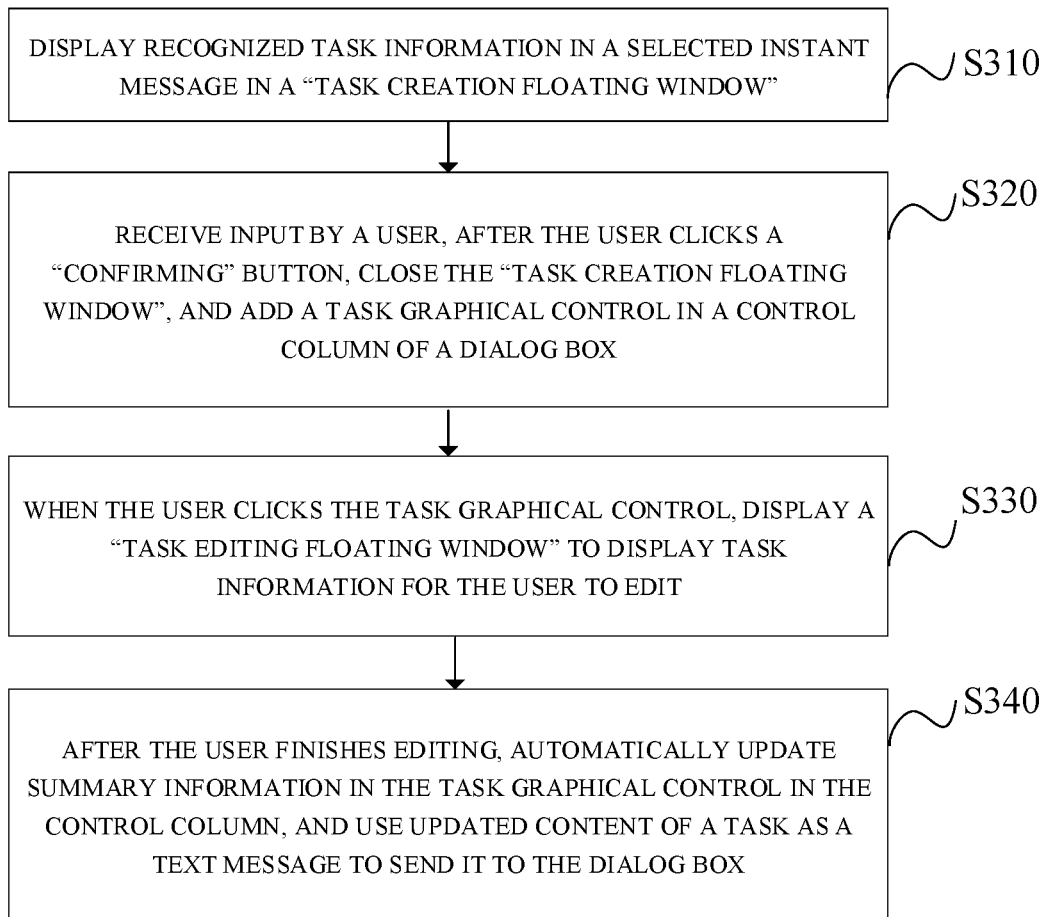 DISPLAY RECOGNIZED TASK INFORMATION IN A SELECTED INSTANT
MESSAGE IN A “TASK CREATION FLOATING WINDOW”
S310
RECEIVE INPUT BY A USER, AFTER THE USER CLICKS A
“CONFIRMING” BUTTON, CLOSE THE “TASK CREATION FLOATING
WINDOW”, AND ADD A TASK GRAPHICAL CONTROL IN A CONTROL
COLUMN OF A DIALOG BOX
S320
WHEN THE USER CLICKS THE TASK GRAPHICAL CONTROL, DISPLAY A
“TASK EDITING FLOATING WINDOW” TO DISPLAY TASK
INFORMATION FOR THE USER TO EDIT
S330
AFTER THE USER FINISHES EDITING, AUTOMATICALLY UPDATE
SUMMARY INFORMATION IN THE TASK GRAPHICAL CONTROL IN THE
CONTROL COLUMN, AND USE UPDATED CONTENT OF A TASK AS A
TEXT MESSAGE TO SEND IT TO THE DIALOG BOX
S340